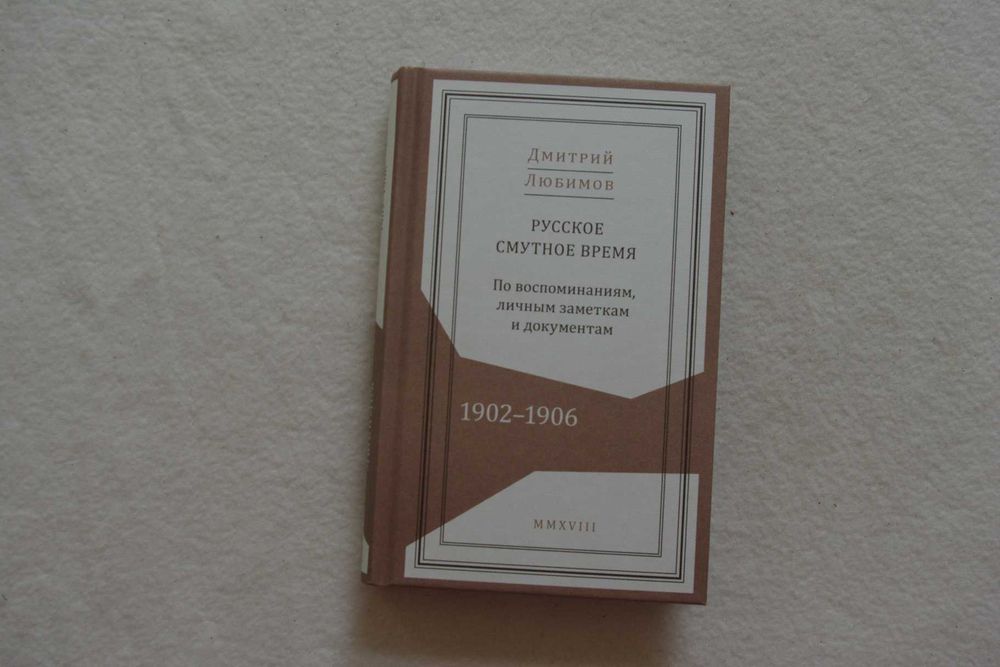 Дмитрий
Любимов
РУССКОЕ
СМУТНОЕ ВРЕМЯ
По воспоминаниям,
личным заметкам
и документам
1902–1906
MMXVIII